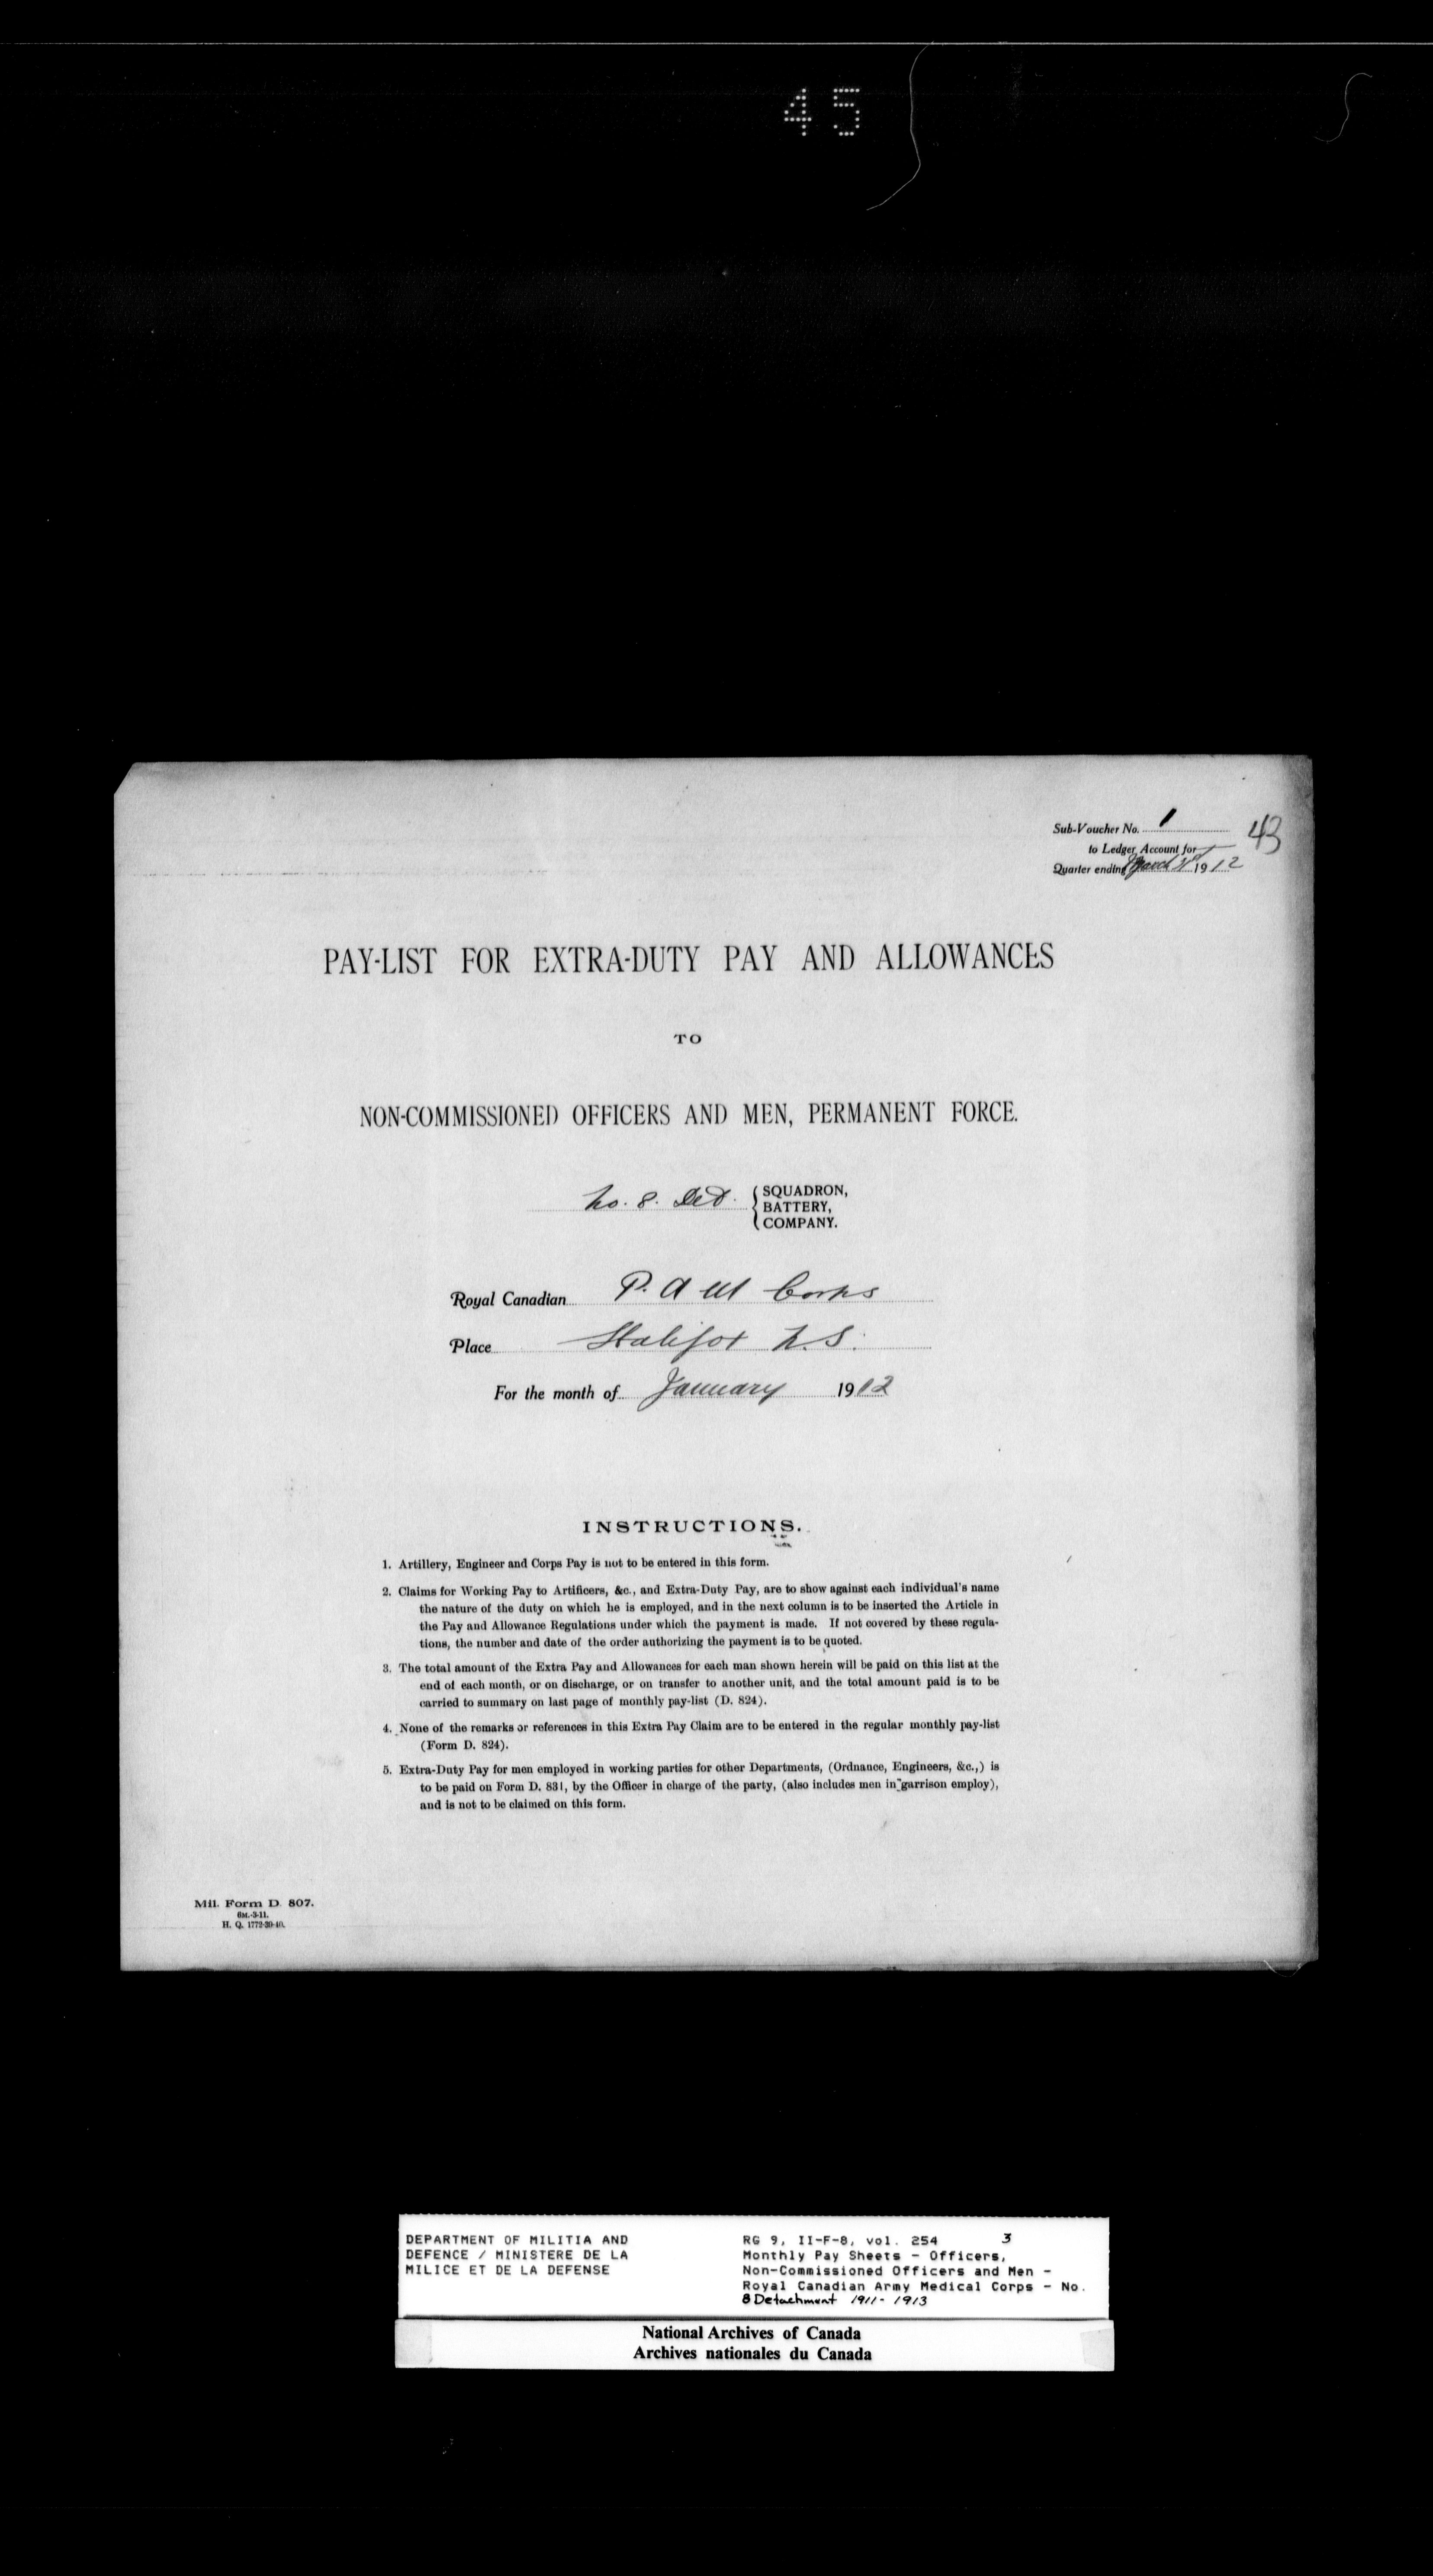 45
Sub-Voucher No. 1
43
to Ledger Account for
Quarter ending March 31st 1912
PAY-LIST FOR EXTRA-DUTY PAY AND ALLOWANCES
TO
NON-COMMISSIONED OFFICERS AND MEN, PERMANENT FORCE.
No. 8. Det. { SQUADRON,
BATTERY,
COMPANY.
Royal Canadian P. A M Corps
Place Halifax N.S.
For the month of January 1912
INSTRUCTIONS.
1. Artillery, Engineer and Corps Pay is not to be entered in this form.
2. Claims for Working Pay to Artificers, &c., and Extra-Duty Pay, are to show against each individual's name
the nature of the duty on which he is employed, and in the next column is to be inserted the Article in
the Pay and Allowance Regulations under which the payment is made. If not covered by these regula-
tions, the number and date of the order authorizing the payment is to be quoted.
3. The total amount of the Extra Pay and Allowances for each man shown herein will be paid on this list at the
end of each month, or on discharge, or on transfer to another unit, and the total amount paid is to be
carried to summary on last page of monthly pay-list (D. 824).
4. None of the remarks or references in this Extra Pay Claim are to be entered in the regular monthly pay-list
(Form D. 824).
5. Extra-Duty Pay for men employed in working parties for other Departments, (Ordnance, Engineers, &c.,) is
to be paid on Form D. 831, by the Officer in charge of the party, (also includes men in garrison employ),
and is not to be claimed on this form.
Mil. Form D. 807.
6M.-3-11.
H. Q. 1772-39-40.
DEPARTMENT OF MILITIA AND
DEFENCE / MINISTERE DE LA
MILICE ET DE LA DEFENSE
RG 9, II-F-8, vol. 254 3
Monthly Pay Sheets - Officers,
Non-Commissioned Officers and Men -
Royal Canadian Army Medical Corps - No.
8 Detachment 1911-1913
National Archives of Canada
Archives nationales du Canada